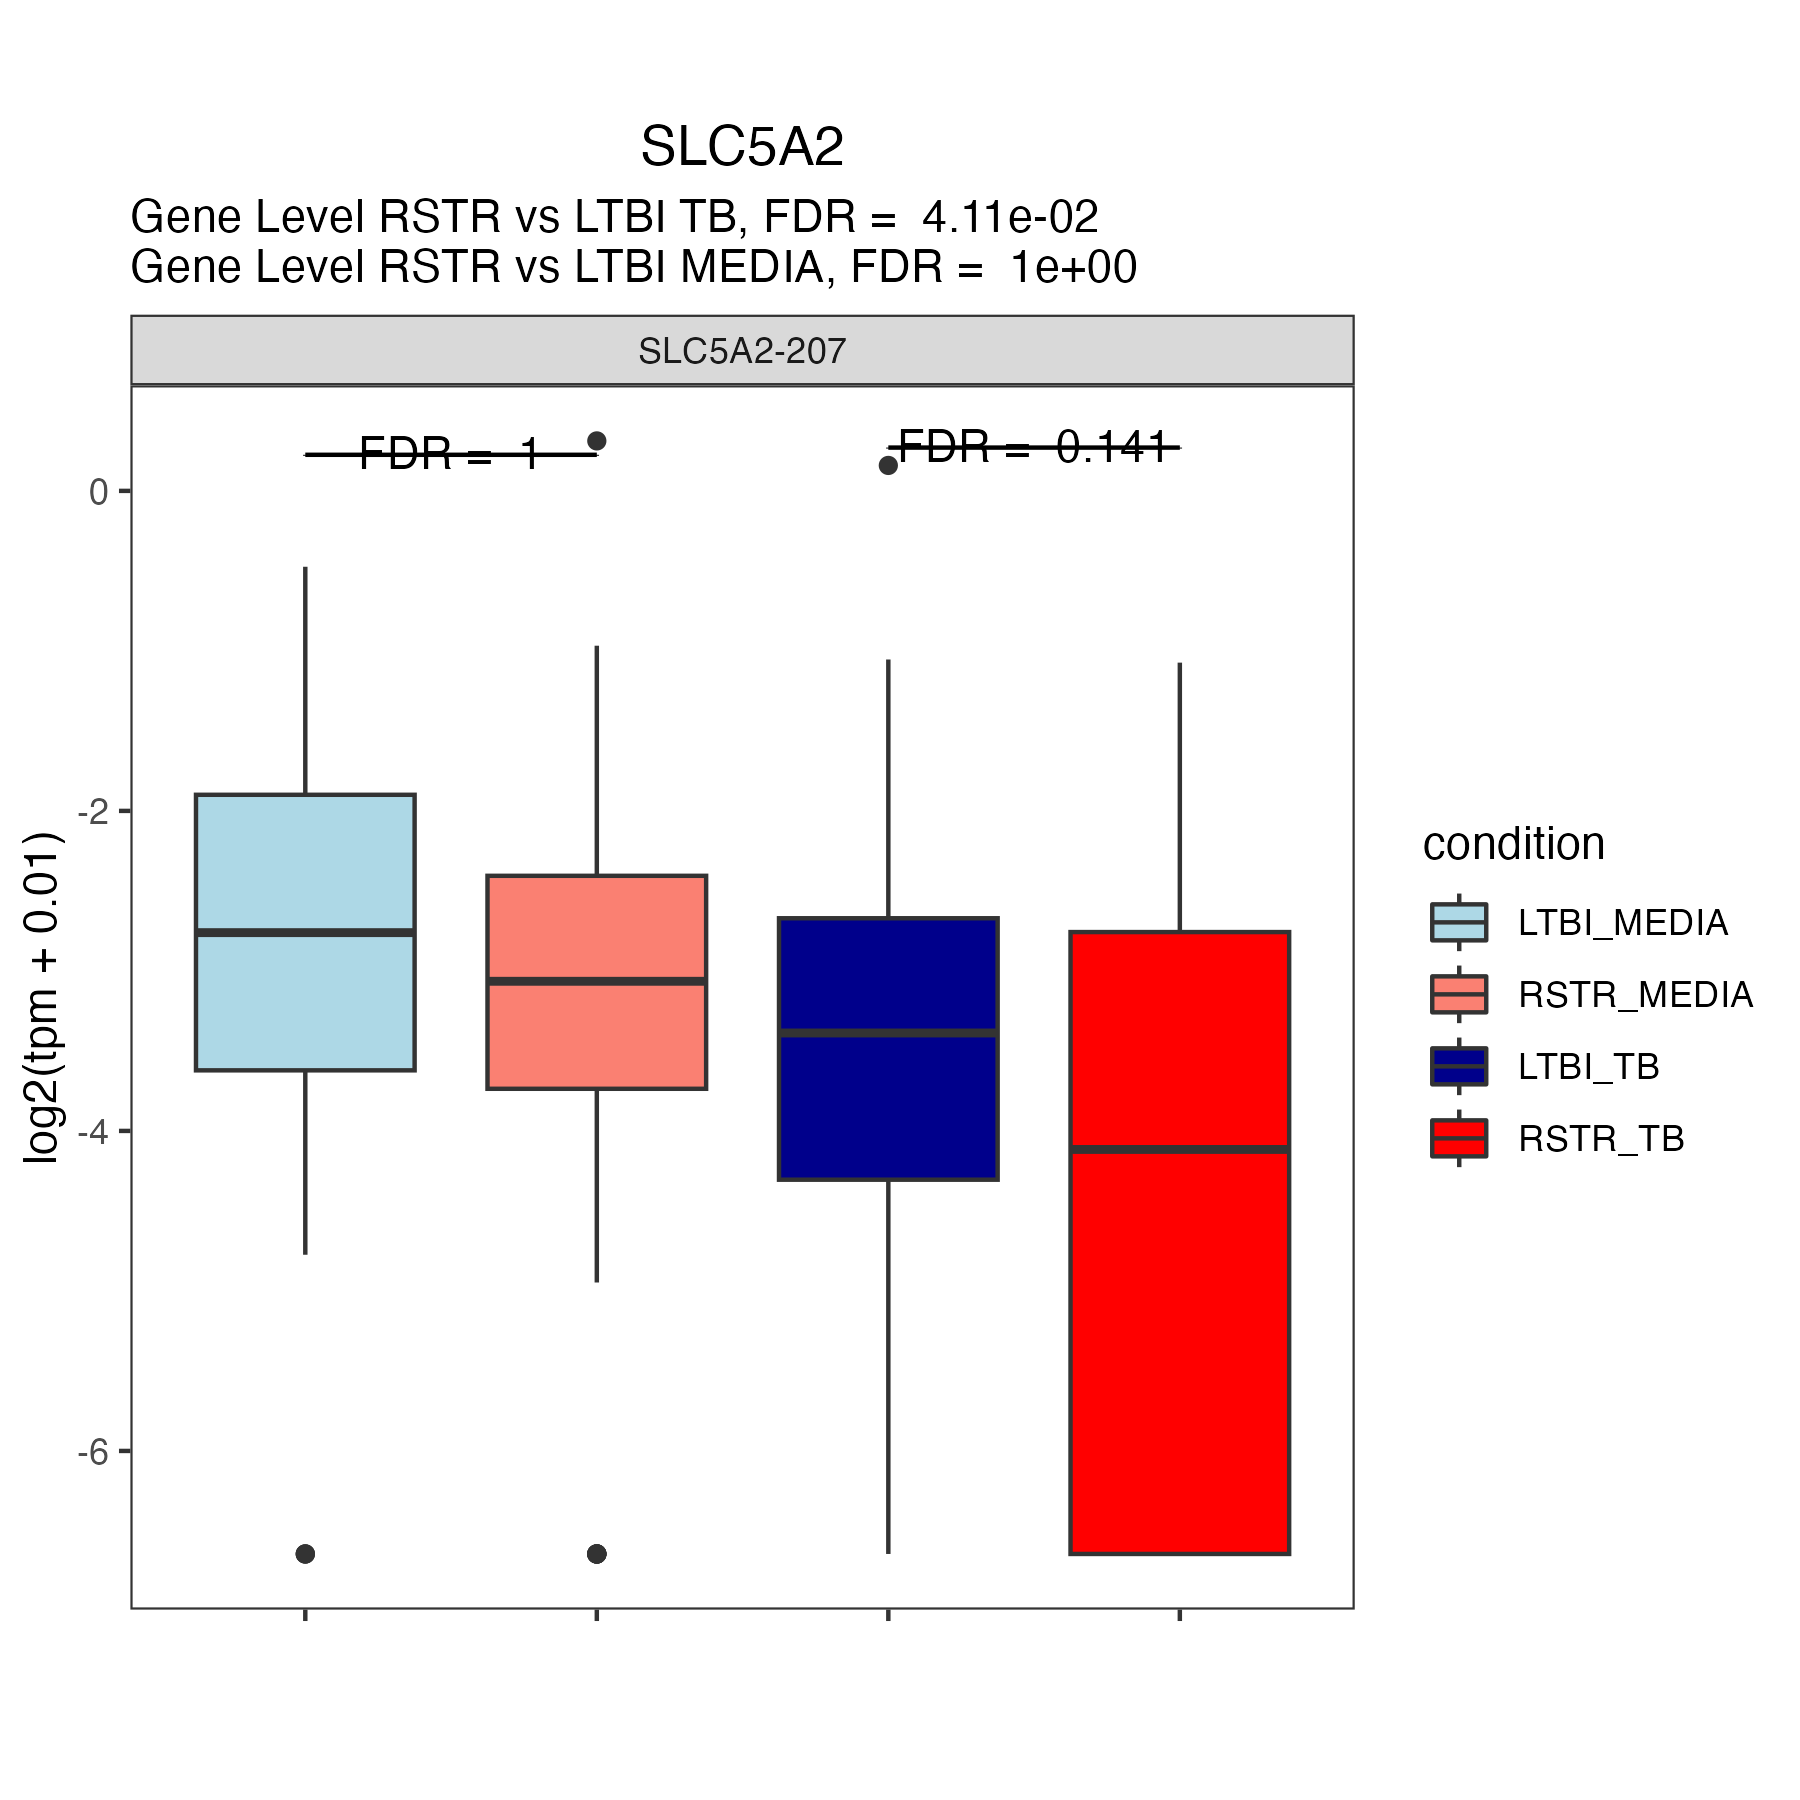 SLC5A2
Gene Level RSTR vs LTBI TB, FDR =  4.11e-02
Gene Level RSTR vs LTBI MEDIA, FDR =  1e+00
SLC5A2-207
FDR =  1
FDR =  0.141
0
-2
-4
-6
log2(tpm + 0.01)
condition
LTBI_MEDIA
RSTR_MEDIA
LTBI_TB
RSTR_TB